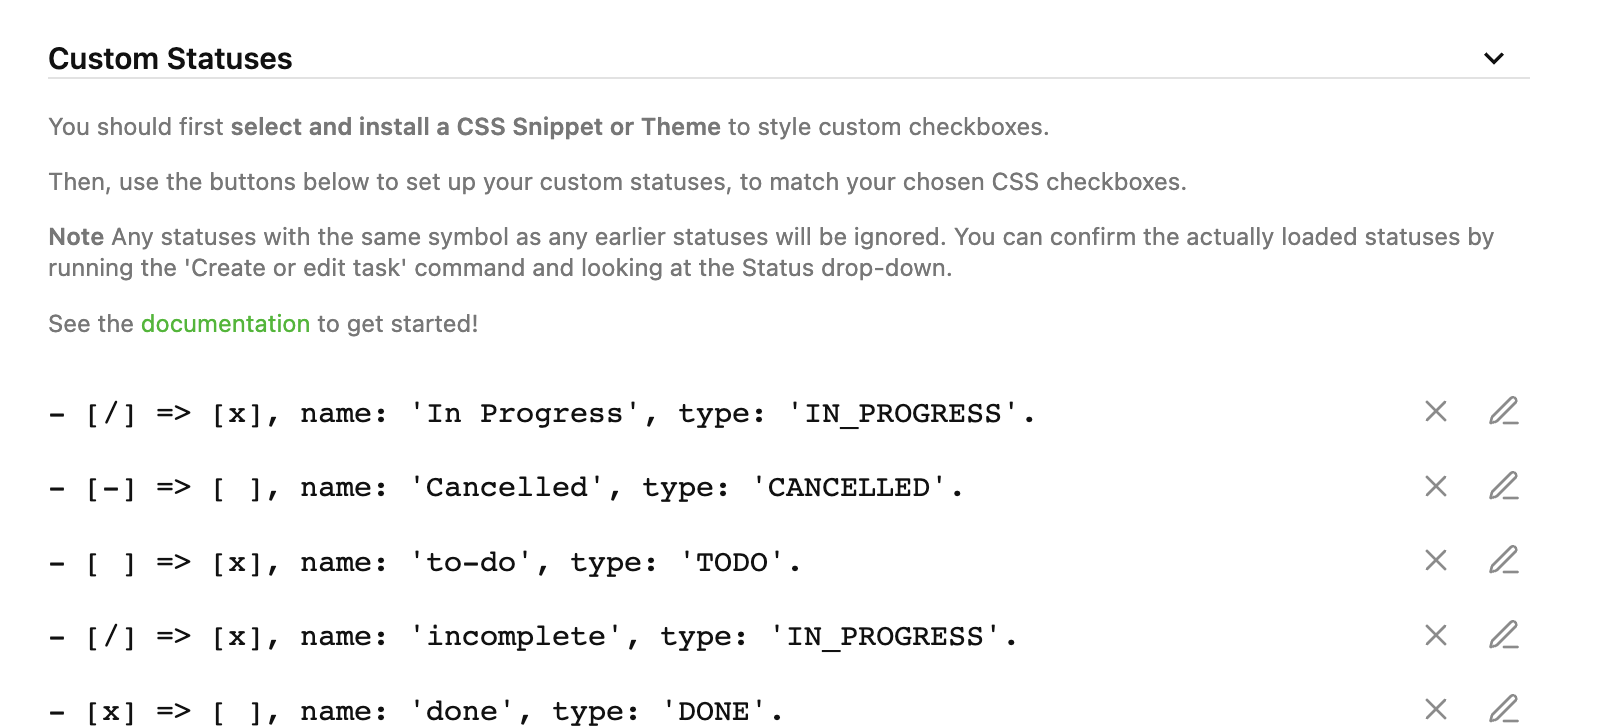 Custom Statuses
You should first select and install a CSS Snippet or Theme to style custom checkboxes.
Then, use the buttons below to set up your custom statuses, to match your chosen CSS checkboxes.
Note Any statuses with the same symbol as any earlier statuses will be ignored. You can confirm the actually loaded statuses by
running the 'Create or edit task' command and looking at the Status drop-down.
See the documentation to get started!
- [/] => [x], name: 'In Progress', type: 'IN_PROGRESS'.
- [-] => [ ], name: 'Cancelled', type: 'CANCELLED'.
- [ ] => [x], name: 'to-do', type: 'TODO'.
- [/] => [x], name: 'incomplete', type: 'IN_PROGRESS'.
- [x] => [ ], name: 'done', type: 'DONE'.